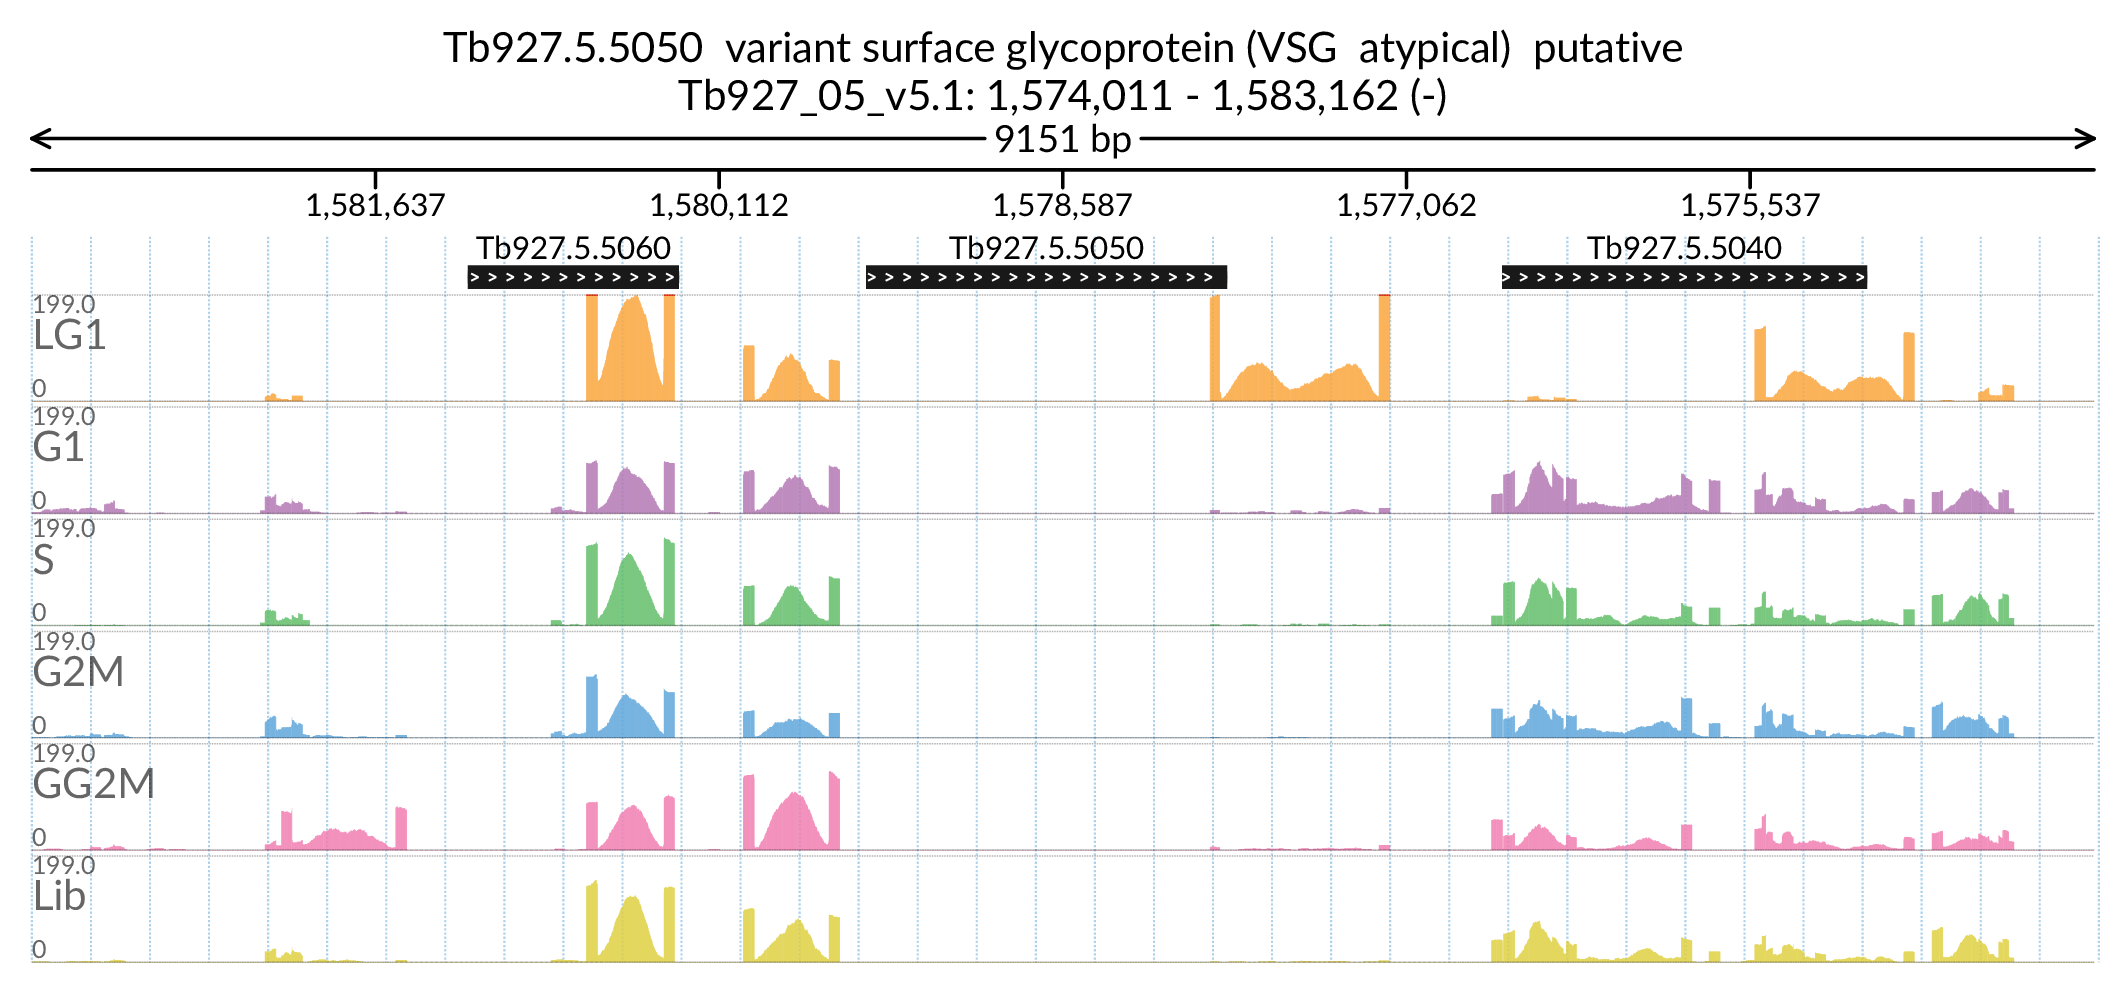 Tb927.5.5050 variant surface glycoprotein (VSG atypical) putative
Tb927_05_v5.1: 1,574,011 - 1,583,162 (-)
9151 bp
1,581,637 1,580,112 1,578,587 1,577,062 1,575,537
Tb927.5.5060 Tb927.5.5050 Tb927.5.5040
199.0
LG1
0
199.0
G1
0
199.0
S
0
199.0
G2M
0
199.0
GG2M
0
199.0
Lib
0